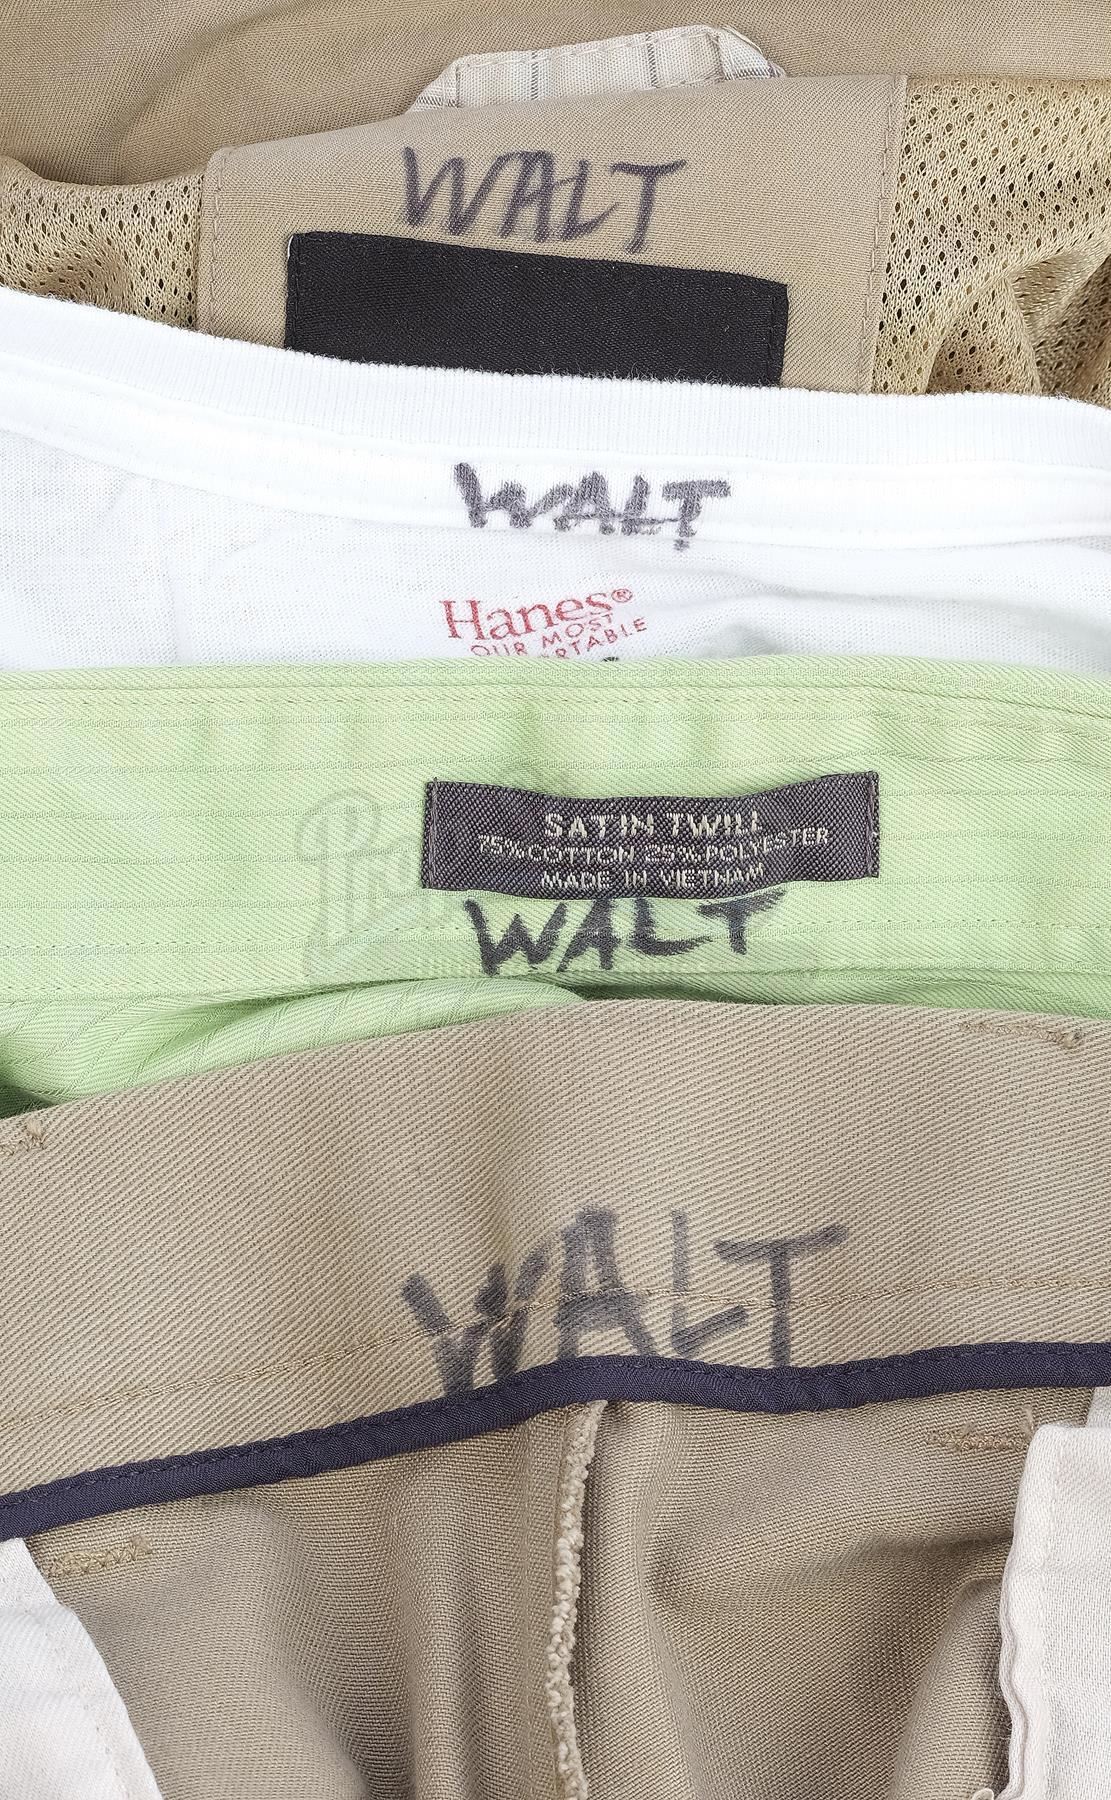 WALT
WALT
Hanes®
OUR MOST
SATIN TWILL
75% COTTON 25% POLYESTER
MADE IN VIETNAM
WALT
WALT